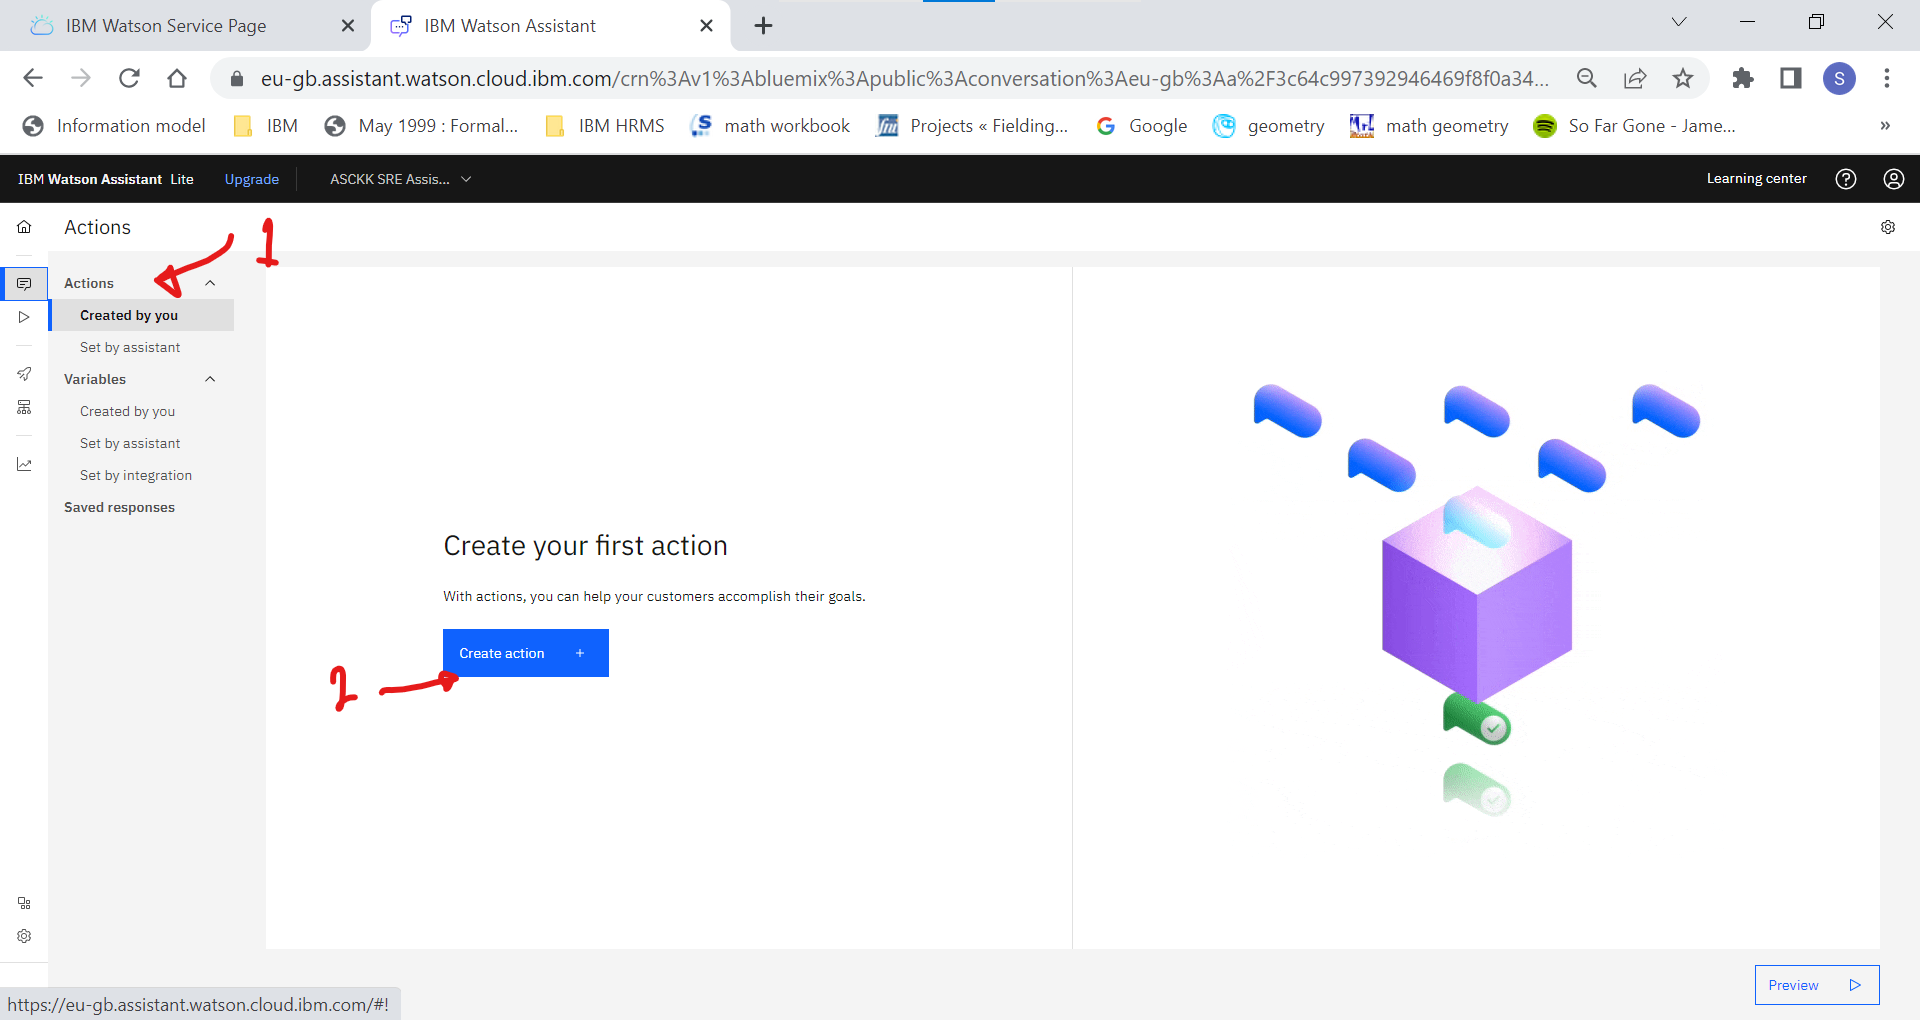 IBM Watson Service Page
IBM Watson Assistant
eu-gb.assistant.watson.cloud.ibm.com/crn%3Av1%3Abluemix%3Apublic%3Aconversation%3Aeu-gb%3Aa%2F3c64c997392946469f8f0a34...
S
Information model
IBM
May 1999 : Formal...
IBM HRMS
math workbook
Projects « Fielding...
Google
geometry
math geometry
So Far Gone - Jame...
»
IBM Watson Assistant Lite
Upgrade
ASCKK SRE Assis...
Learning center
Actions
1
Actions
Created by you
Set by assistant
Variables
Created by you
Set by assistant
Set by integration
Saved responses
Create your first action
With actions, you can help your customers accomplish their goals.
Create action +
2
Preview
https://eu-gb.assistant.watson.cloud.ibm.com/#!